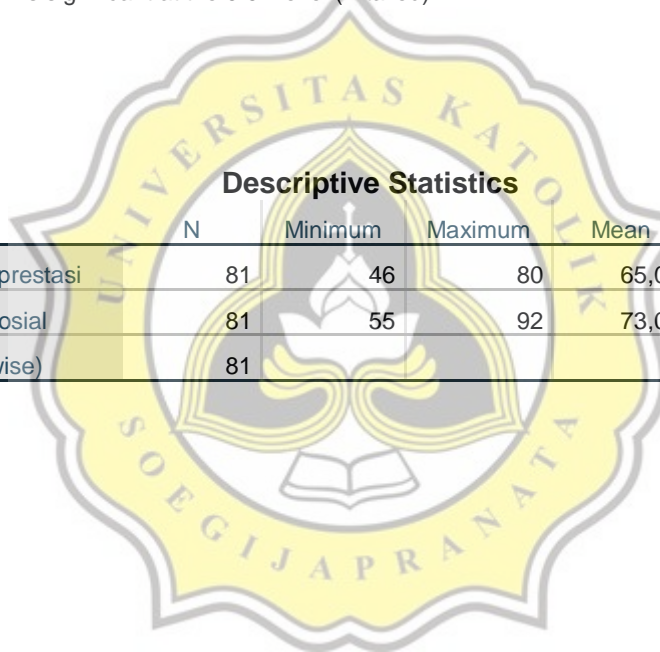 UNIVERSITAS KATOLIK
Descriptive Statistics
N Minimum Maximum Mean
prestasi 81 46 80 65,0
osial 81 55 92 73,0
wise) 81
SOEGIJAPRANATA